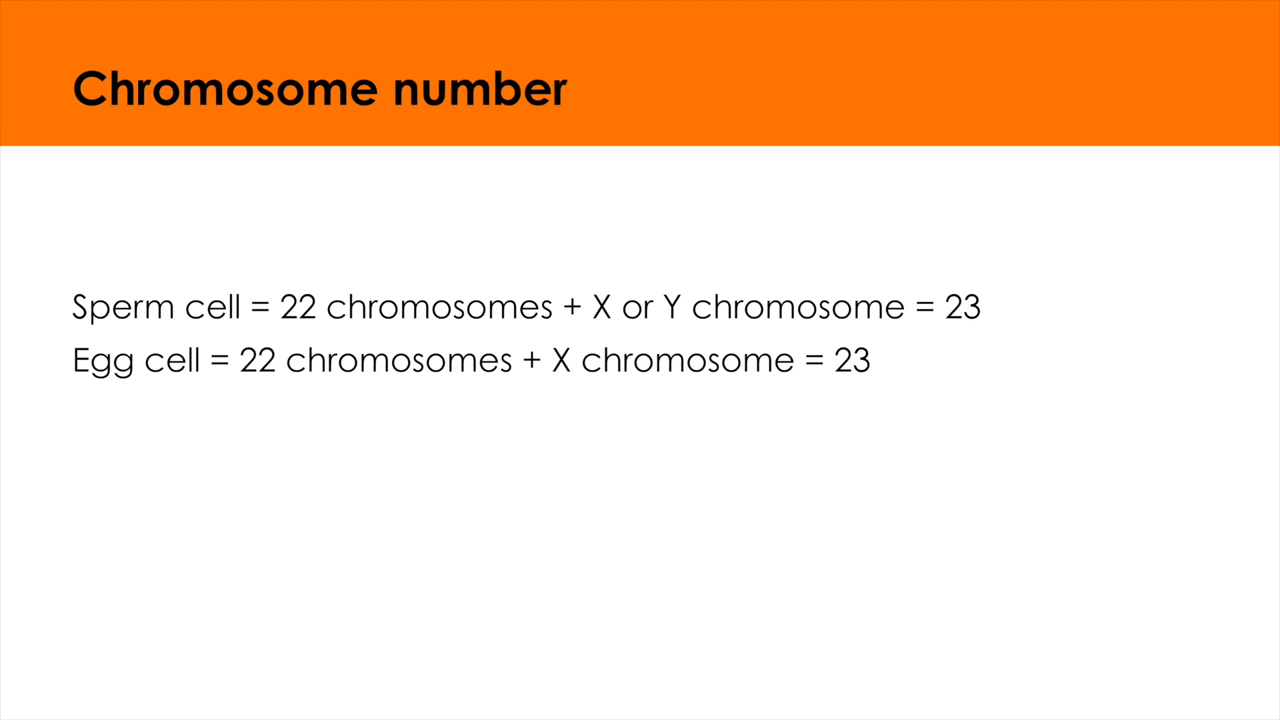 Chromosome number
Sperm cell = 22 chromosomes + X or Y chromosome = 23
Egg cell = 22 chromosomes + X chromosome = 23